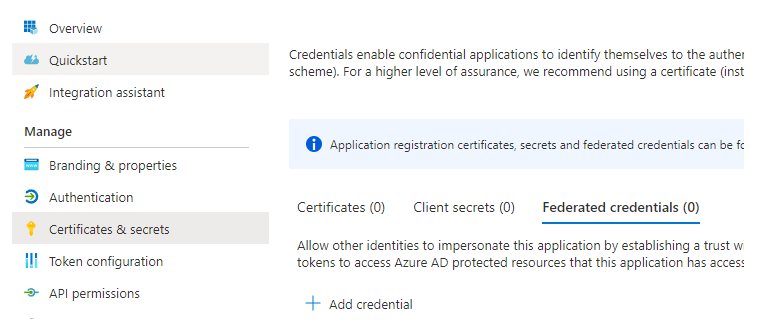 Overview
Quickstart
Integration assistant
Manage
Branding & properties
Authentication
Certificates & secrets
Token configuration
API permissions
Credentials enable confidential applications to identify themselves to the auther
scheme). For a higher level of assurance, we recommend using a certificate (inst
Application registration certificates, secrets and federated credentials can be fo
Certificates (0) Client secrets (0) Federated credentials (0)
Allow other identities to impersonate this application by establishing a trust w
tokens to access Azure AD protected resources that this application has access
Add credential